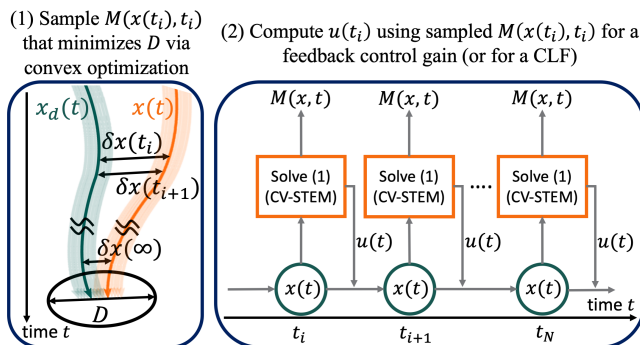 (1) Sample M(x(t_i), t_i)
that minimizes D via
convex optimization
x_d(t)
x(t)
δx(t_i)
δx(t_{i+1})
δx(∞)
D
time t
(2) Compute u(t_i) using sampled M(x(t_i), t_i) for a
feedback control gain (or for a CLF)
M(x, t) M(x, t) M(x, t)
Solve (1) Solve (1) .... Solve (1)
(CV-STEM) (CV-STEM) (CV-STEM)
u(t) u(t) u(t)
x(t) x(t) x(t)
time t
t_i t_{i+1} t_N